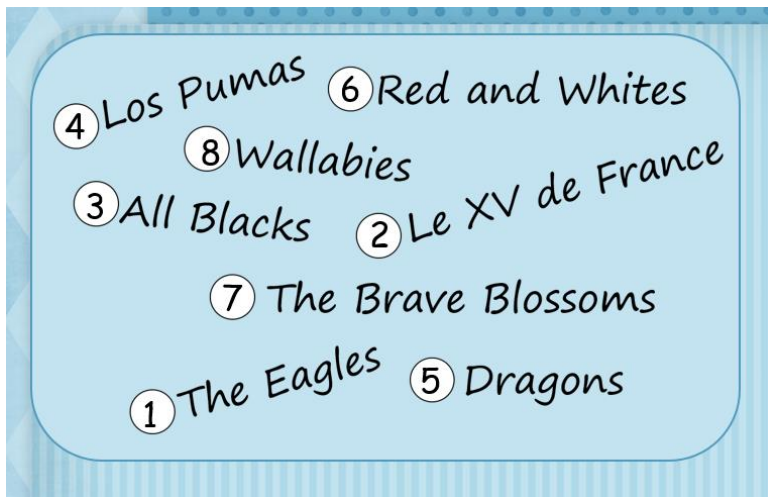 4 Los Pumas
6 Red and Whites
8 Wallabies
3 All Blacks
2 Le XV de France
7 The Brave Blossoms
1 The Eagles
5 Dragons